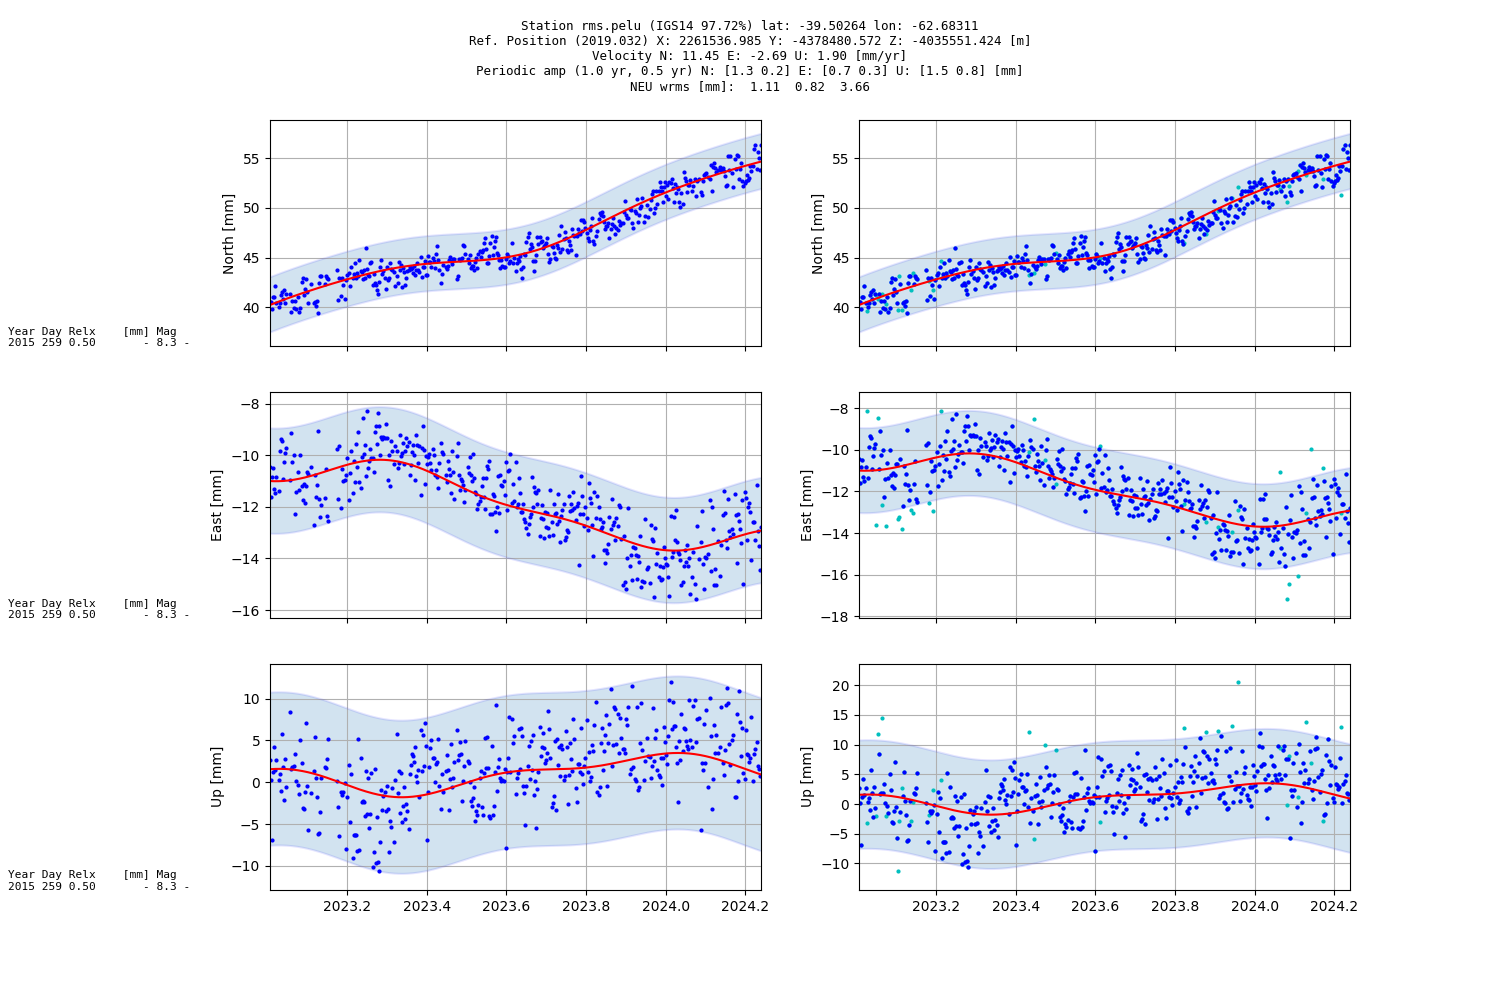 Station rms.pelu (IGS14 97.72%) lat: -39.50264 lon: -62.68311
Ref. Position (2019.032) X: 2261536.985 Y: -4378480.572 Z: -4035551.424 [m]
Velocity N: 11.45 E: -2.69 U: 1.90 [mm/yr]
Periodic amp (1.0 yr, 0.5 yr) N: [1.3 0.2] E: [0.7 0.3] U: [1.5 0.8] [mm]
NEU wrms [mm]:  1.11  0.82  3.66
North [mm]
55
50
45
40
North [mm]
55
50
45
40
Year Day Relx    [mm] Mag
2015 259 0.50       - 8.3 -
East [mm]
−8
−10
−12
−14
−16
East [mm]
−8
−10
−12
−14
−16
−18
Year Day Relx    [mm] Mag
2015 259 0.50       - 8.3 -
Up [mm]
10
5
0
−5
−10
Up [mm]
20
15
10
5
0
−5
−10
Year Day Relx    [mm] Mag
2015 259 0.50       - 8.3 -
2023.2 2023.4 2023.6 2023.8 2024.0 2024.2
2023.2 2023.4 2023.6 2023.8 2024.0 2024.2